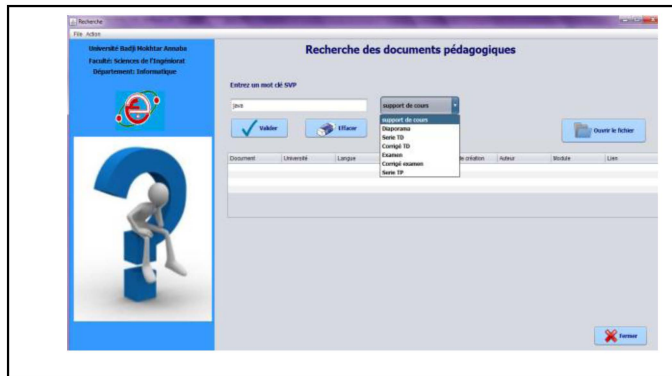 Recherche
File Action
Université Badji Mokhtar Annaba
Faculté: Sciences de l'Ingéniorat
Département: Informatique
Recherche des documents pédagogiques
Entrez un mot clé SVP
java
support de cours
support de cours
Diaporama
Serie TD
Corrigé TD
Examen
Corrigé examen
Serie TP
Valider
Effacer
Ouvrir le fichier
Document Université Langue de création Auteur Module Lien
Fermer